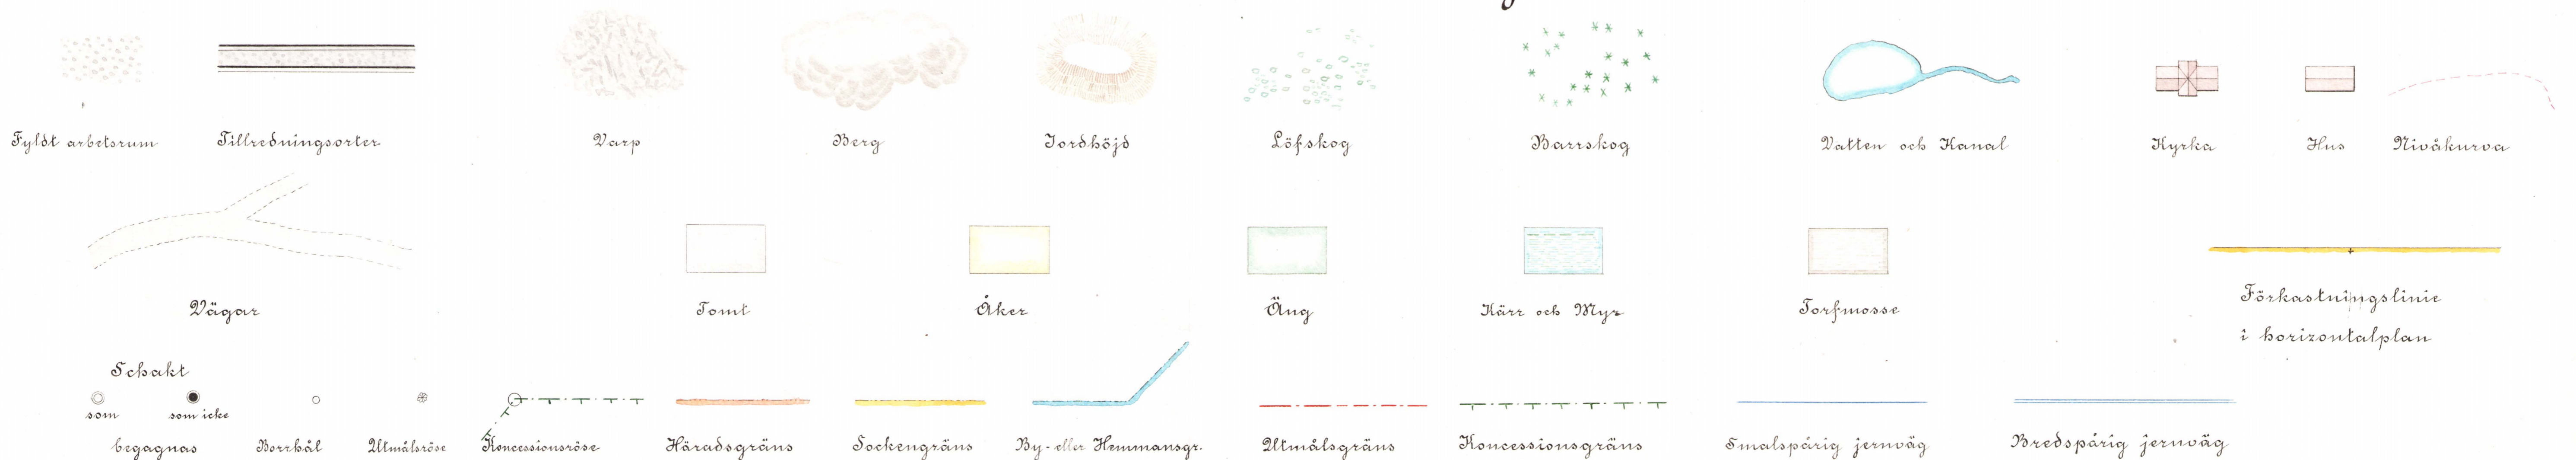 Fyldt arbetsrum Tillredningsorter Varp Berg Jordhöjd Löfskog Barrskog Vatten och Kanal Kyrka Hus Nivåkurva
Vägar Tomt Åker Äng Kärr och Myr Torfmosse Förkastningslinie
i horizontalplan
Schakt
som som icke
begagnas Borrhål Utmålsröse Koncessionsröse Häradsgräns Sockengräns By- eller Hemmansgr. Utmålsgräns Koncessionsgräns Smalspårig jernväg Bredspårig jernväg